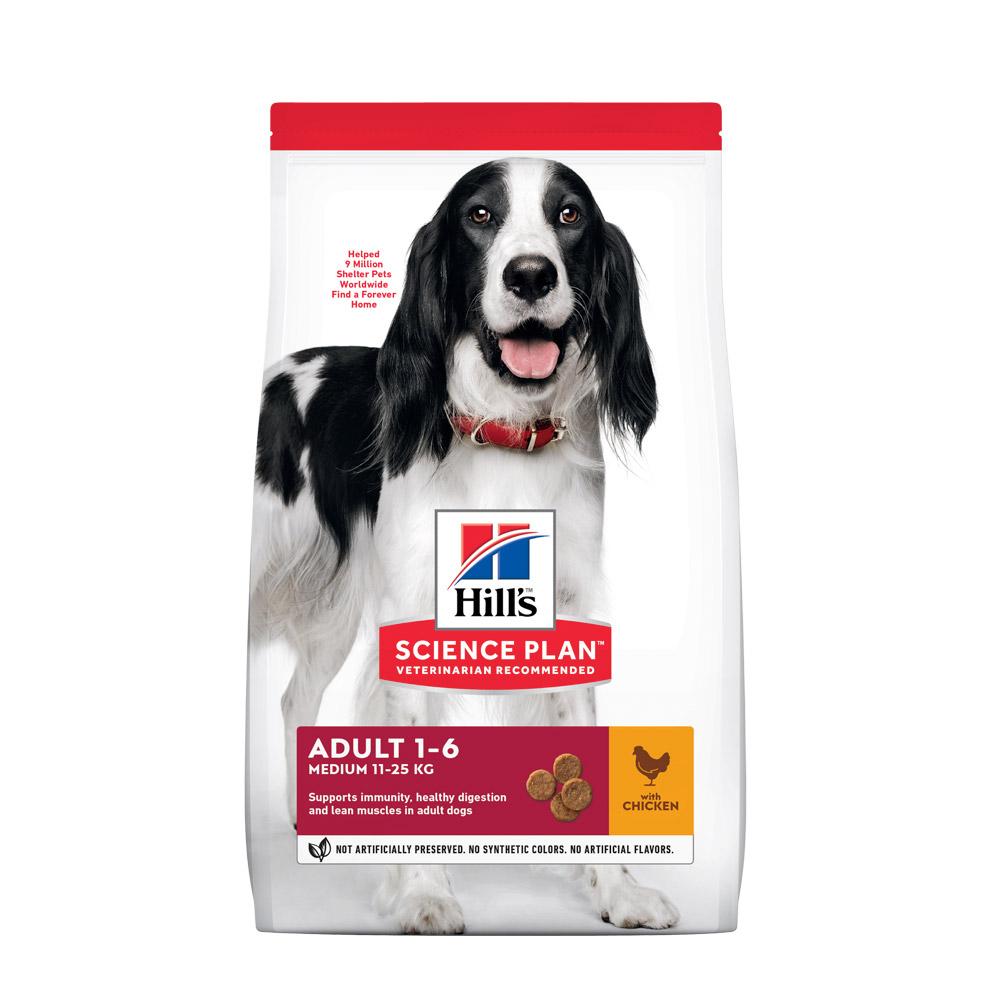 Helped
9 Million
Shelter Pets
Worldwide
Find a Forever
Home
Hill's™
SCIENCE PLAN™
VETERINARIAN RECOMMENDED
ADULT 1-6
MEDIUM 11-25 KG
Supports immunity, healthy digestion
and lean muscles in adult dogs
with
CHICKEN
NOT ARTIFICIALLY PRESERVED. NO SYNTHETIC COLORS. NO ARTIFICIAL FLAVORS.